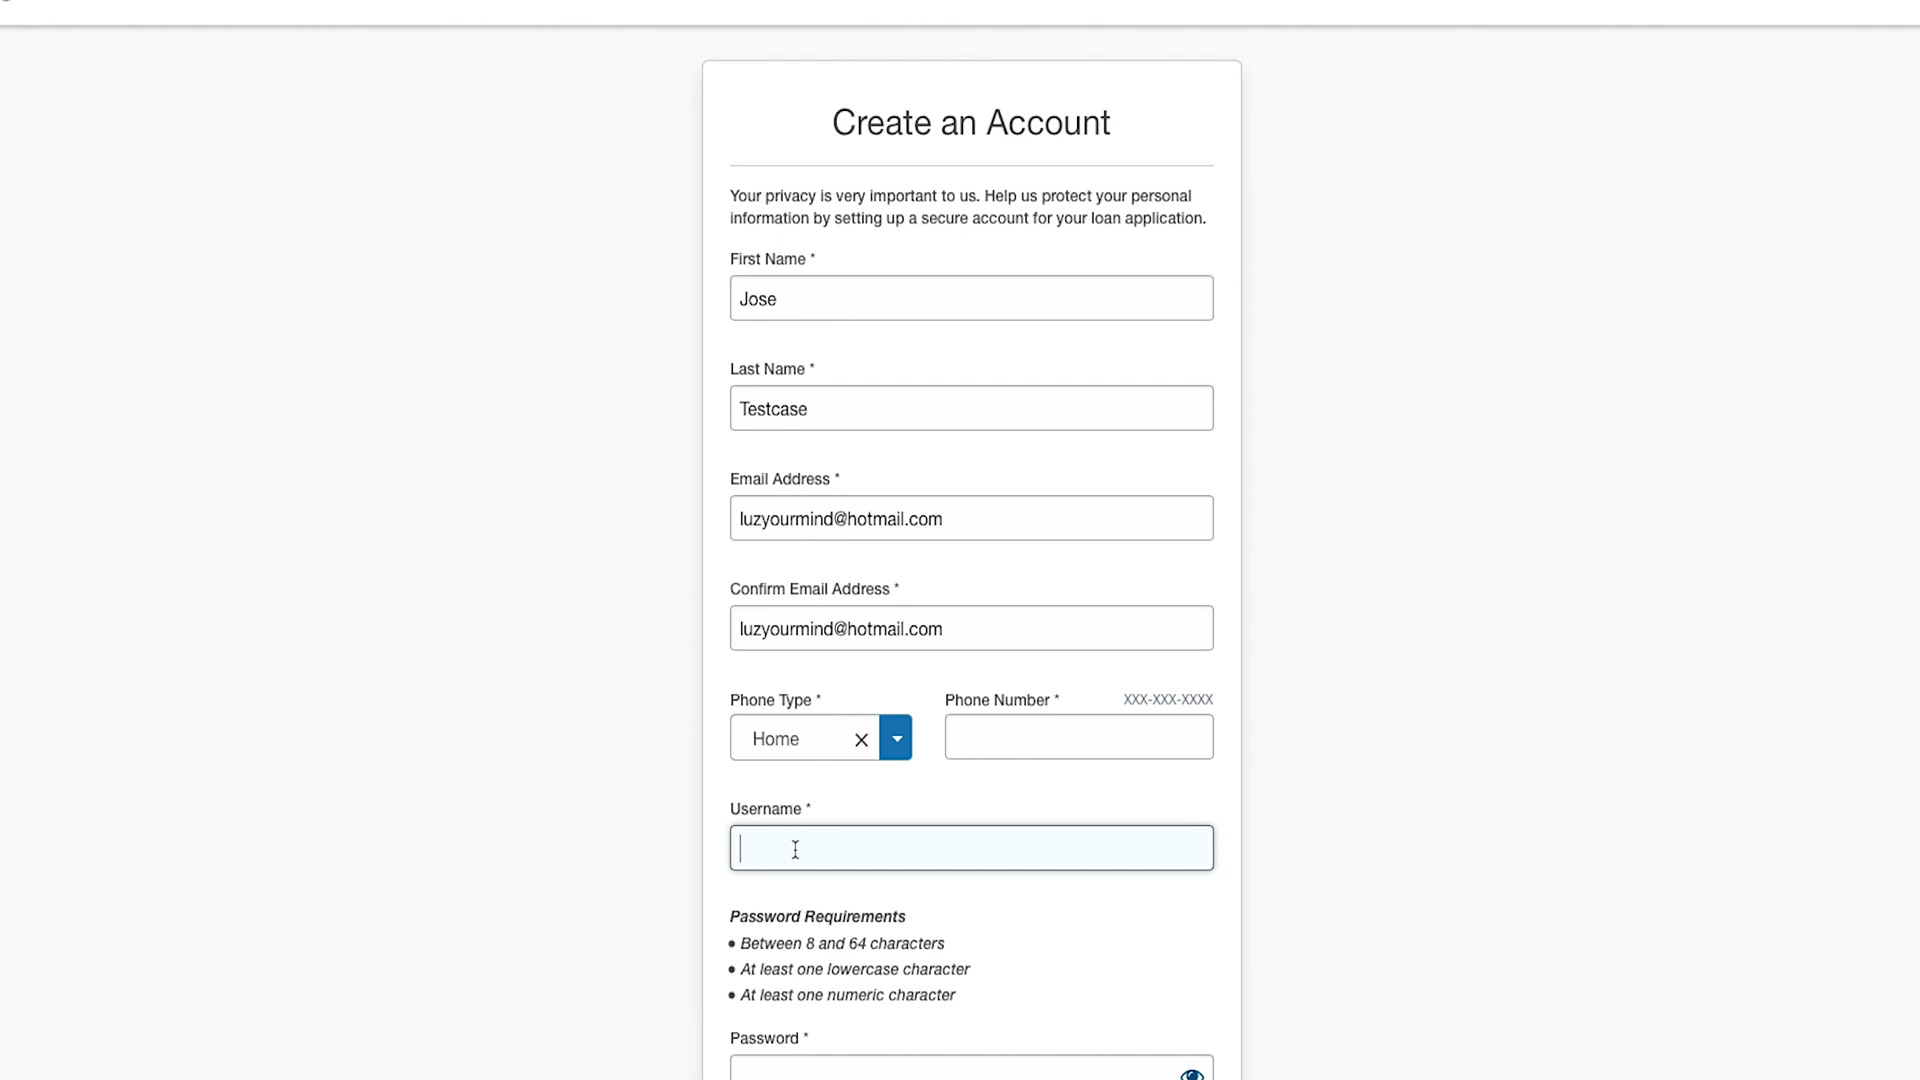 Create an Account
Your privacy is very important to us. Help us protect your personal
information by setting up a secure account for your loan application.
First Name *
Jose
Last Name *
Testcase
Email Address *
luzyourmind@hotmail.com
Confirm Email Address *
luzyourmind@hotmail.com
Phone Type *
Phone Number *
XXX-XXX-XXXX
Home
Username *
Password Requirements
• Between 8 and 64 characters
• At least one lowercase character
• At least one numeric character
Password *